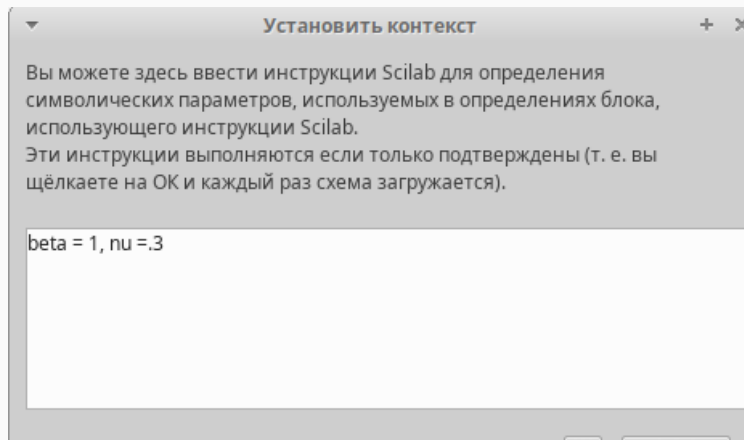 Установить контекст
Вы можете здесь ввести инструкции Scilab для определения
символических параметров, используемых в определениях блока,
использующего инструкции Scilab.
Эти инструкции выполняются если только подтверждены (т. е. вы
щёлкаете на ОК и каждый раз схема загружается).
beta = 1, nu =.3